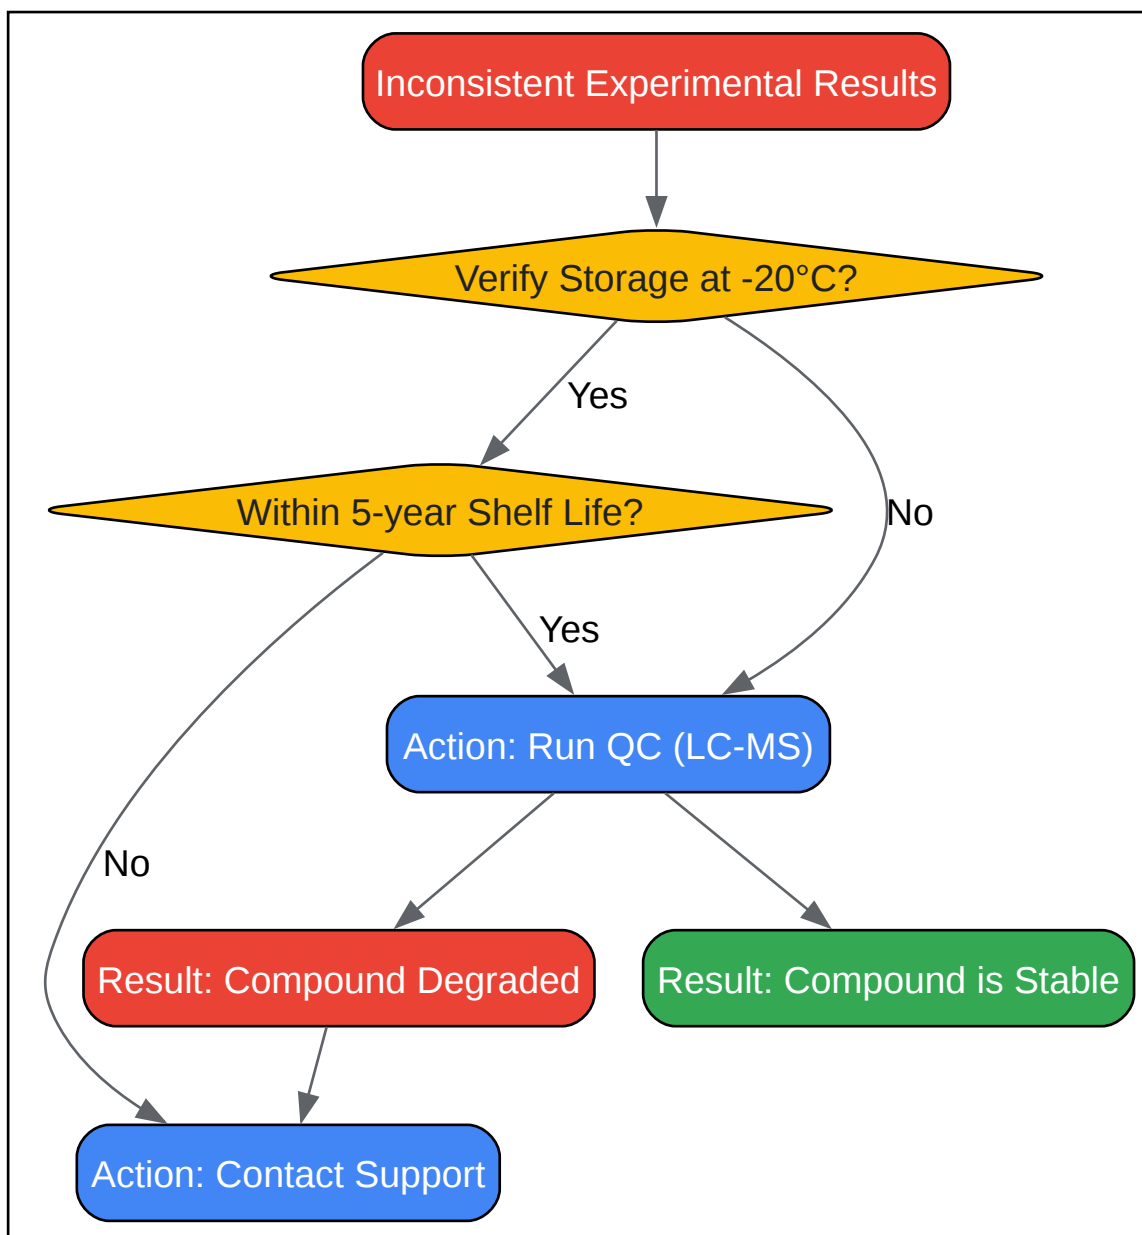 Inconsistent Experimental Results
Verify Storage at -20°C?
Yes
Within 5-year Shelf Life?
No
Yes
Action: Run QC (LC-MS)
No
Result: Compound Degraded
Result: Compound is Stable
Action: Contact Support